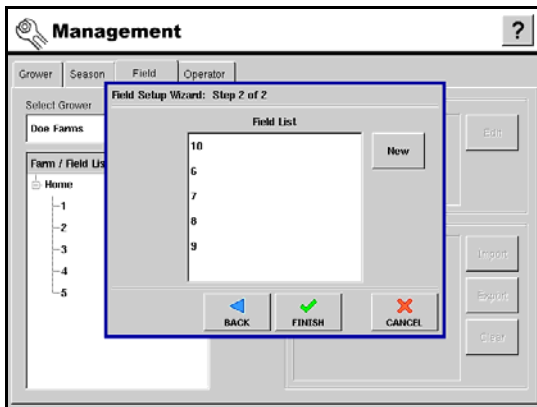 Management
?
Grower Season Field Operator
Field Setup Wizard: Step 2 of 2
Select Grower
Doe Farms
Edit
Field List
New
10
6
7
8
9
Farm / Field Lis
Home
1
2
3
4
5
Import
Export
Clear
BACK FINISH CANCEL